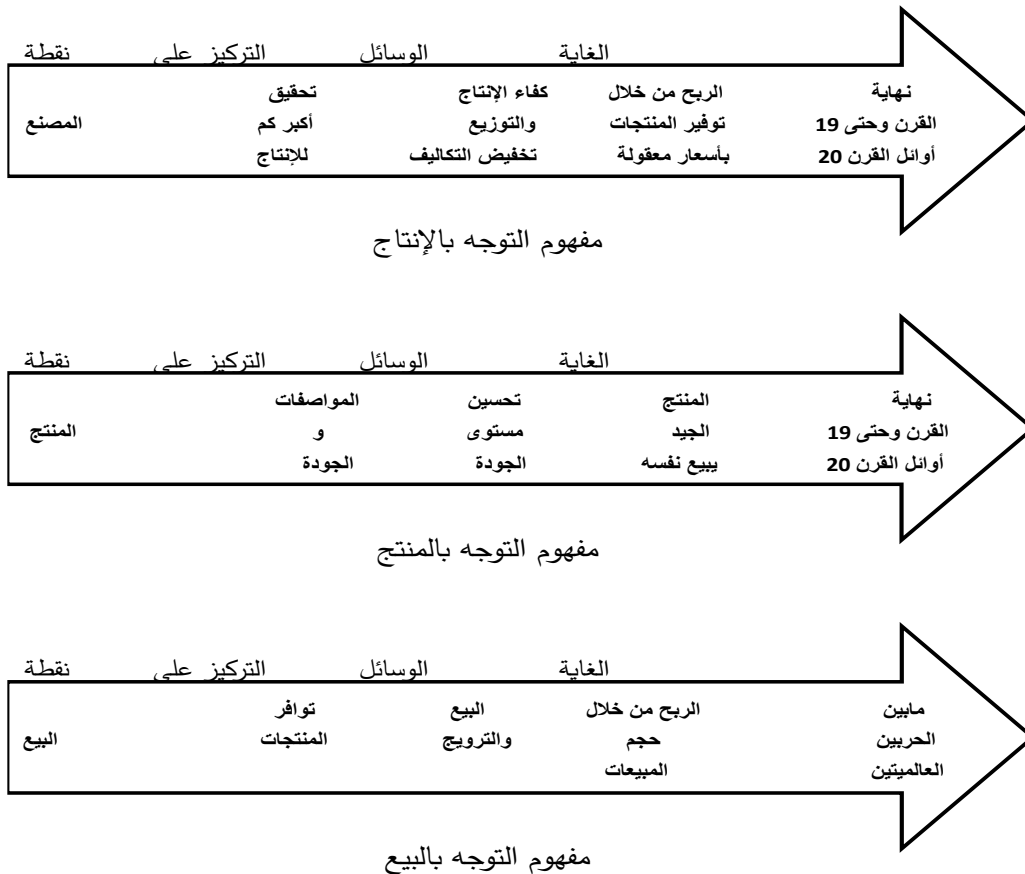 الغاية الوسائل التركيز على نقطة
نهاية الربح من خلال كفاء الإنتاج تحقيق
القرن وحتى 19 توفير المنتجات والتوزيع أكبر كم المصنع
أوائل القرن 20 بأسعار معقولة تخفيض التكاليف للإنتاج
مفهوم التوجه بالإنتاج
الغاية الوسائل التركيز على نقطة
نهاية المنتج تحسين المواصفات
القرن وحتى 19 الجيد مستوى و المنتج
أوائل القرن 20 يبيع نفسه الجودة الجودة
مفهوم التوجه بالمنتج
الغاية الوسائل التركيز على نقطة
مابين الربح من خلال البيع توافر
الحربين حجم والترويج المنتجات البيع
العالميتين المبيعات
مفهوم التوجه بالبيع